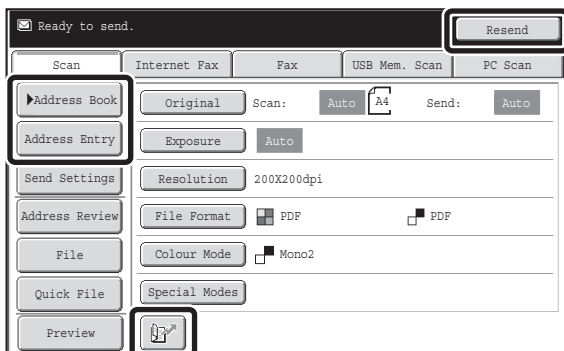 Ready to send.
Resend
Scan Internet Fax Fax USB Mem. Scan PC Scan
Address Book Original Scan: Auto A4 Send: Auto
Address Entry Exposure Auto
Send Settings Resolution 200X200dpi
Address Review File Format PDF PDF
File Colour Mode Mono2
Quick File Special Modes
Preview